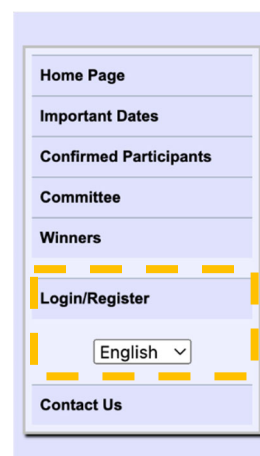 Home Page
Important Dates
Confirmed Participants
Committee
Winners
Login/Register
English
Contact Us